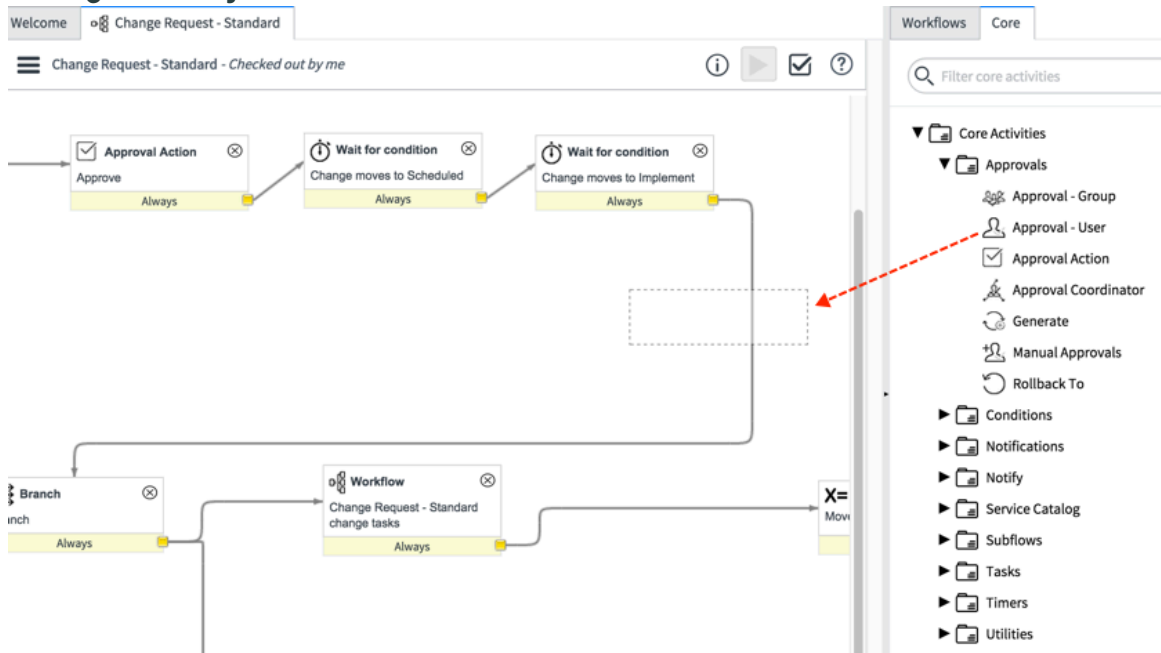 Welcome
Change Request - Standard
Workflows
Core
Change Request - Standard - Checked out by me
Filter core activities
Approval Action
Approve
Always
Wait for condition
Change moves to Scheduled
Always
Wait for condition
Change moves to Implement
Always
Core Activities
Approvals
Approval - Group
Approval - User
Approval Action
Approval Coordinator
Generate
Manual Approvals
Rollback To
Conditions
Notifications
Notify
Service Catalog
Subflows
Tasks
Timers
Utilities
Branch
nch
Always
Workflow
Change Request - Standard
change tasks
Always
X=
Mov